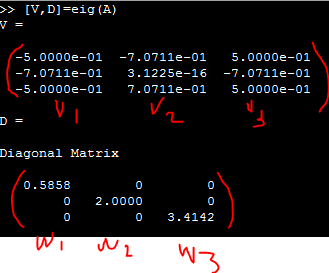 >> [V,D]=eig(A)
V =
-5.0000e-01 -7.0711e-01 5.0000e-01
-7.0711e-01 3.1225e-16 -7.0711e-01
-5.0000e-01 7.0711e-01 5.0000e-01
V1 V2 V3
D =
Diagonal Matrix
0.5858 0 0
0 2.0000 0
0 0 3.4142
W1 W2 W3